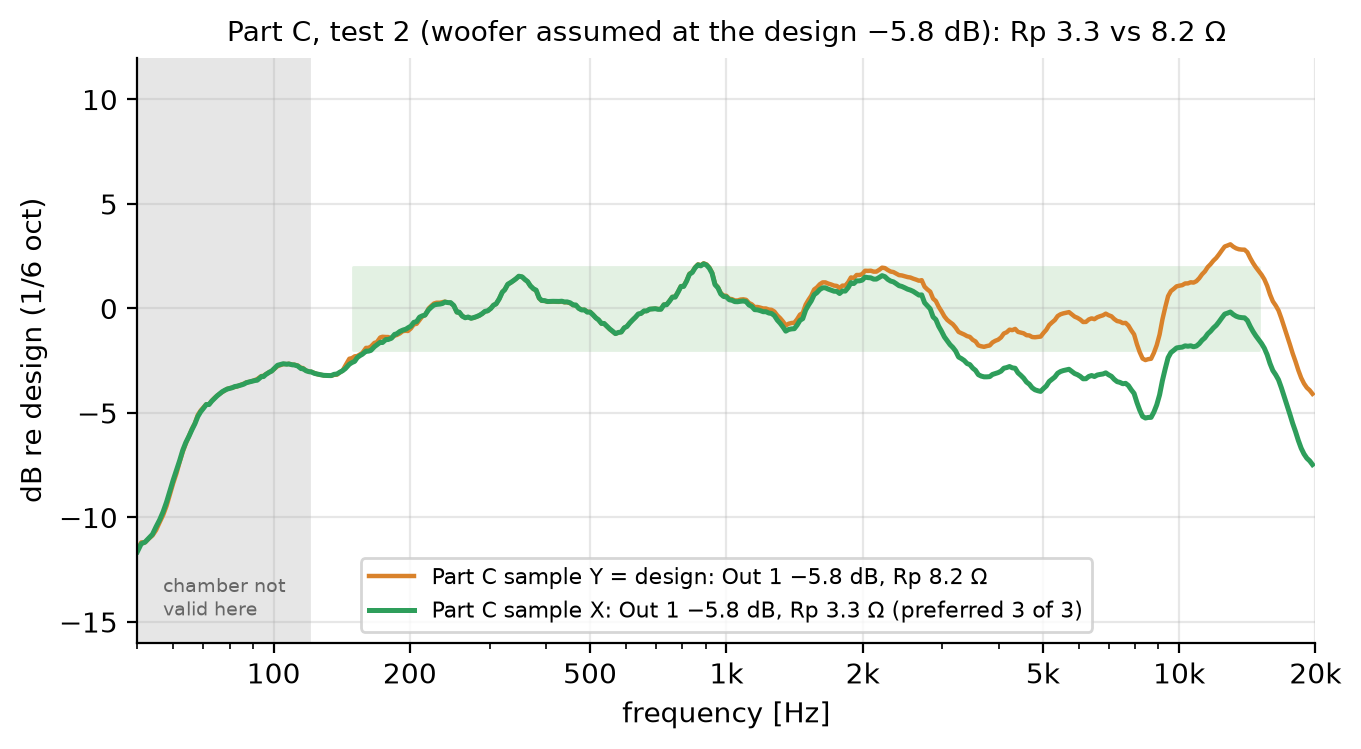 Part C, test 2 (woofer assumed at the design −5.8 dB): Rp 3.3 vs 8.2 Ω
dB re design (1/6 oct)
10
5
0
−5
−10
−15
chamber not
valid here
Part C sample Y = design: Out 1 −5.8 dB, Rp 8.2 Ω
Part C sample X: Out 1 −5.8 dB, Rp 3.3 Ω (preferred 3 of 3)
100 200 500 1k 2k 5k 10k 20k
frequency [Hz]